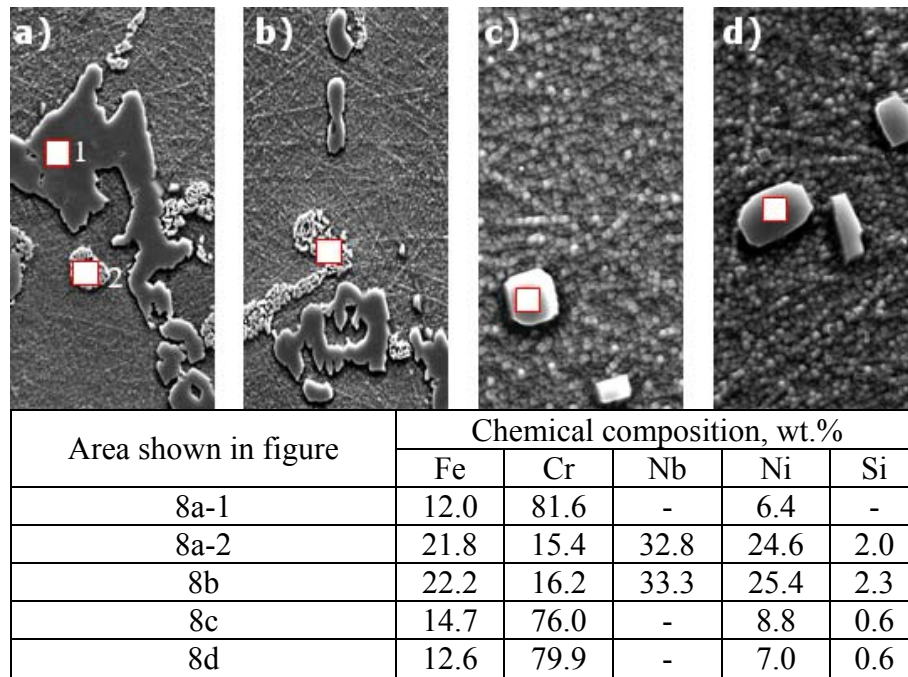 a) b) c) d)
1
2
Area shown in figure Chemical composition, wt.%
Fe Cr Nb Ni Si
8a-1 12.0 81.6 - 6.4 -
8a-2 21.8 15.4 32.8 24.6 2.0
8b 22.2 16.2 33.3 25.4 2.3
8c 14.7 76.0 - 8.8 0.6
8d 12.6 79.9 - 7.0 0.6